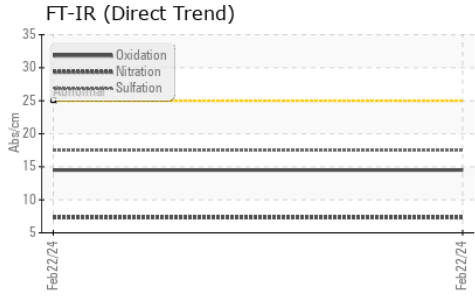 FT-IR (Direct Trend)
35
30
25
20
15
10
5
Abs/cm
Oxidation
Nitration
Sulfation
Abnormal
Feb22/24
Feb22/24